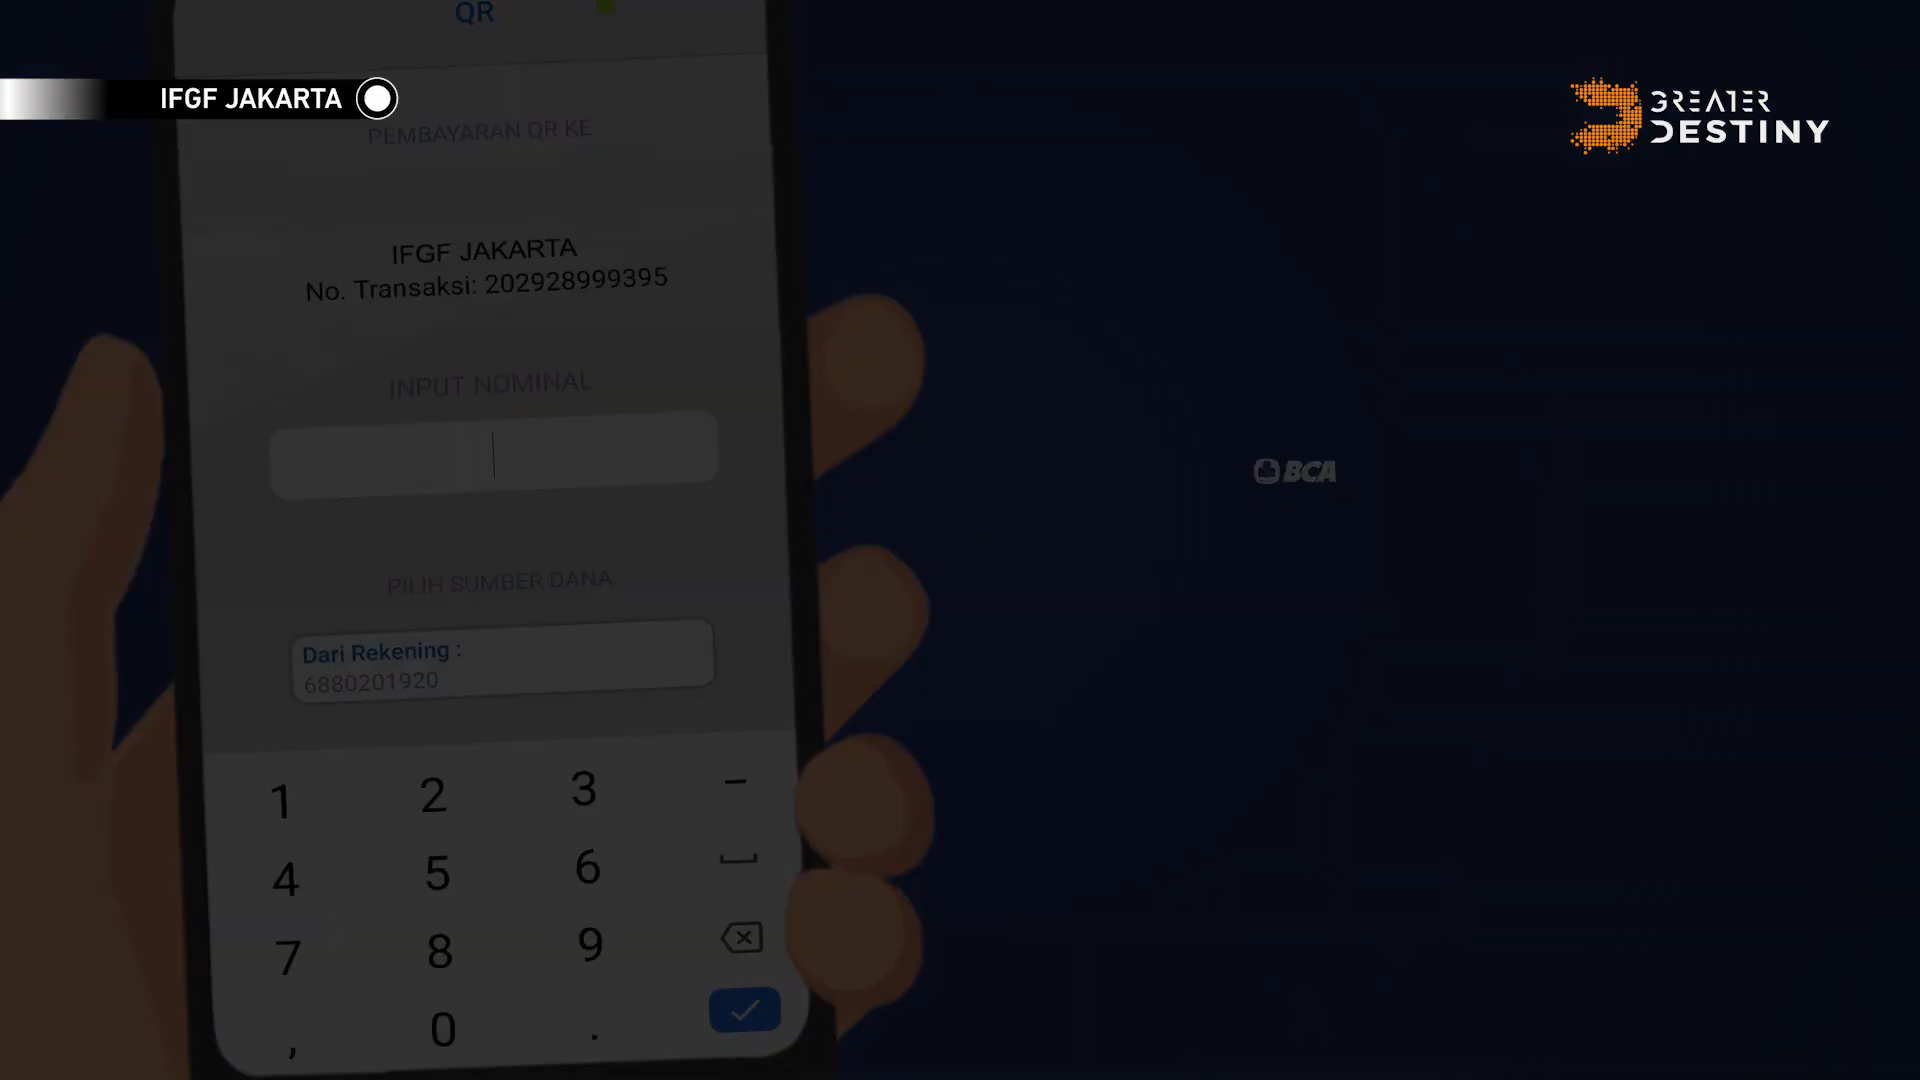 QR
IFGF JAKARTA
GREATER
DESTINY
PEMBAYARAN QR KE
IFGF JAKARTA
No. Transaksi: 202928999395
INPUT NOMINAL
BCA
PILIH SUMBER DANA
Dari Rekening :
6880201920
1 2 3 –
4 5 6
7 8 9
, 0 .